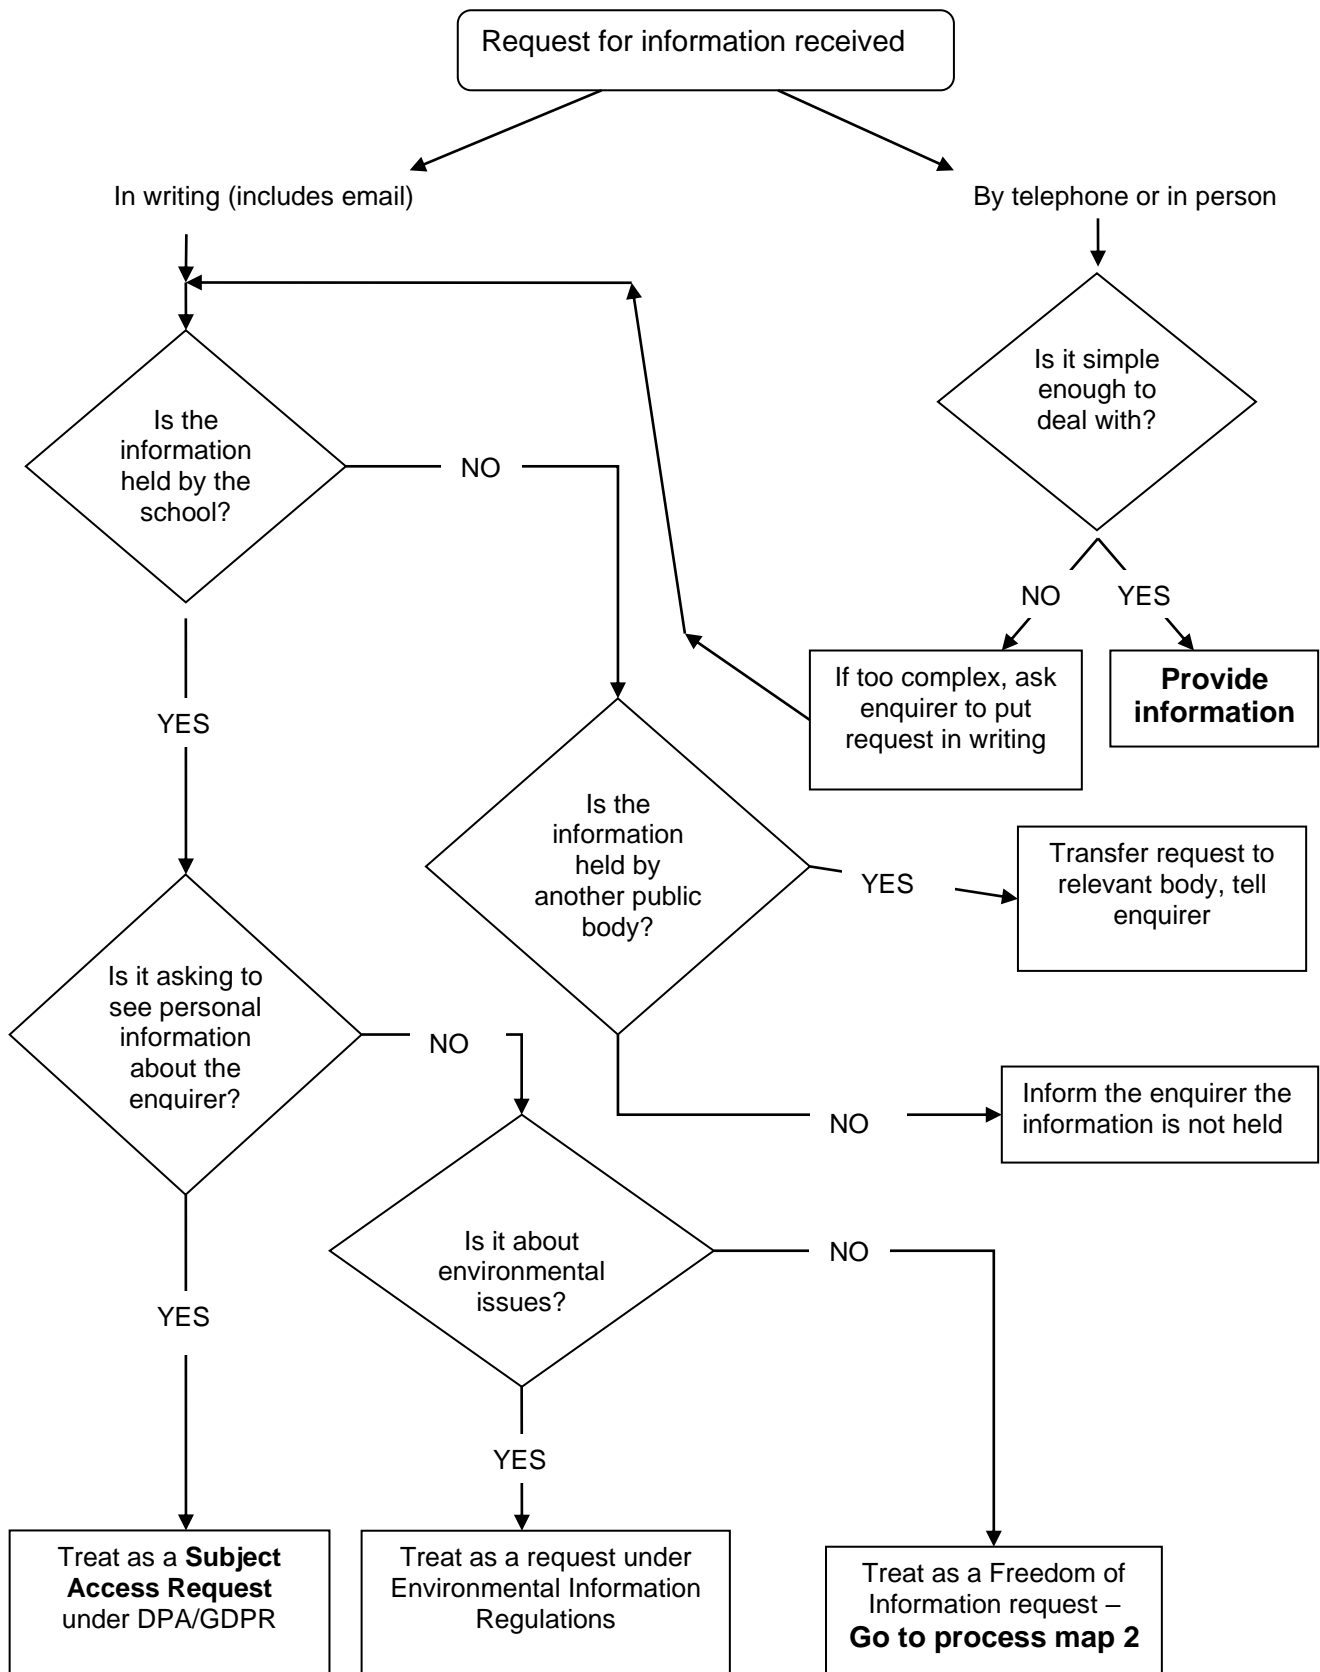 Request for information received
In writing (includes email)
By telephone or in person
Is it simple
enough to
deal with?
Is the
information
held by the
school?
NO
NO
YES
If too complex, ask
enquirer to put
request in writing
Provide
information
YES
Is the
information
held by
another public
body?
YES
Transfer request to
relevant body, tell
enquirer
Is it asking to
see personal
information
about the
enquirer?
NO
NO
Inform the enquirer the
information is not held
Is it about
environmental
issues?
NO
YES
YES
Treat as a Subject
Access Request
under DPA/GDPR
Treat as a request under
Environmental Information
Regulations
Treat as a Freedom of
Information request –
Go to process map 2